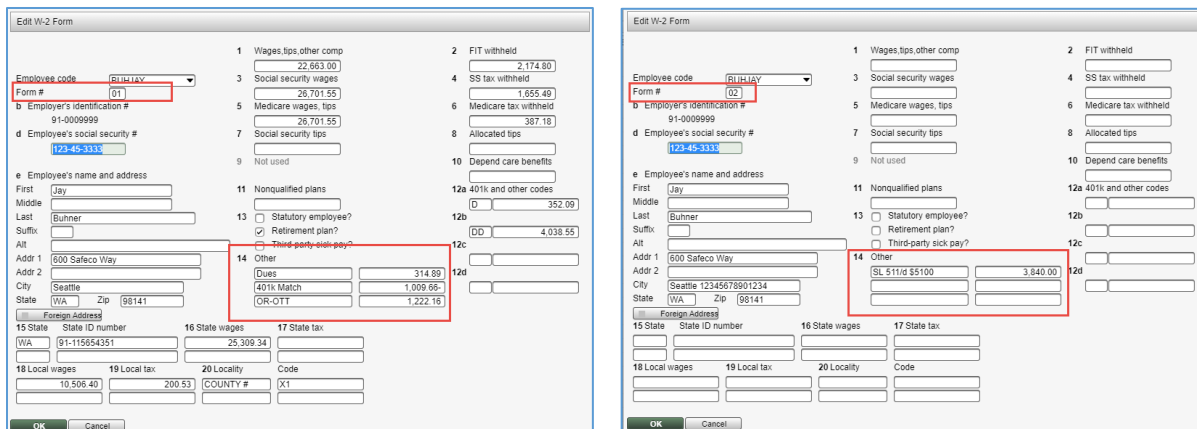 Edit W-2 Form
1 Wages,tips,other comp 2 FIT withheld
22,663.00 2,174.80
Employee code BUHJAY 3 Social security wages 4 SS tax withheld
Form # 01 26,701.55 1,655.49
b Employer's identification # 5 Medicare wages, tips 6 Medicare tax withheld
91-0009999 26,701.55 387.18
d Employee's social security # 7 Social security tips 8 Allocated tips
123-45-3333
9 Not used 10 Depend care benefits
e Employee's name and address
First Jay 11 Nonqualified plans 12a 401k and other codes
Middle D 352.09
Last Buhner 13 Statutory employee? 12b
Suffix Retirement plan? DD 4,038.55
Alt Third-party sick pay? 12c
Addr 1 600 Safeco Way 14 Other
Addr 2 Dues 314.89 12d
City Seattle 401k Match 1,009.66-
State WA Zip 98141 OR-OTT 1,222.16
Foreign Address
15 State State ID number 16 State wages 17 State tax
WA 91-115654351 25,309.34
18 Local wages 19 Local tax 20 Locality Code
10,506.40 200.53 COUNTY # X1
OK Cancel
Edit W-2 Form
1 Wages,tips,other comp 2 FIT withheld
Employee code BUHJAY 3 Social security wages 4 SS tax withheld
Form # 02
b Employer's identification # 5 Medicare wages, tips 6 Medicare tax withheld
91-0009999
d Employee's social security # 7 Social security tips 8 Allocated tips
123-45-3333
9 Not used 10 Depend care benefits
e Employee's name and address
First Jay 11 Nonqualified plans 12a 401k and other codes
Middle
Last Buhner 13 Statutory employee? 12b
Suffix Retirement plan?
Alt Third-party sick pay? 12c
Addr 1 600 Safeco Way 14 Other
Addr 2 SL 511/d $5100 3,840.00 12d
City Seattle 12345678901234
State WA Zip 98141
Foreign Address
15 State State ID number 16 State wages 17 State tax
18 Local wages 19 Local tax 20 Locality Code
OK Cancel